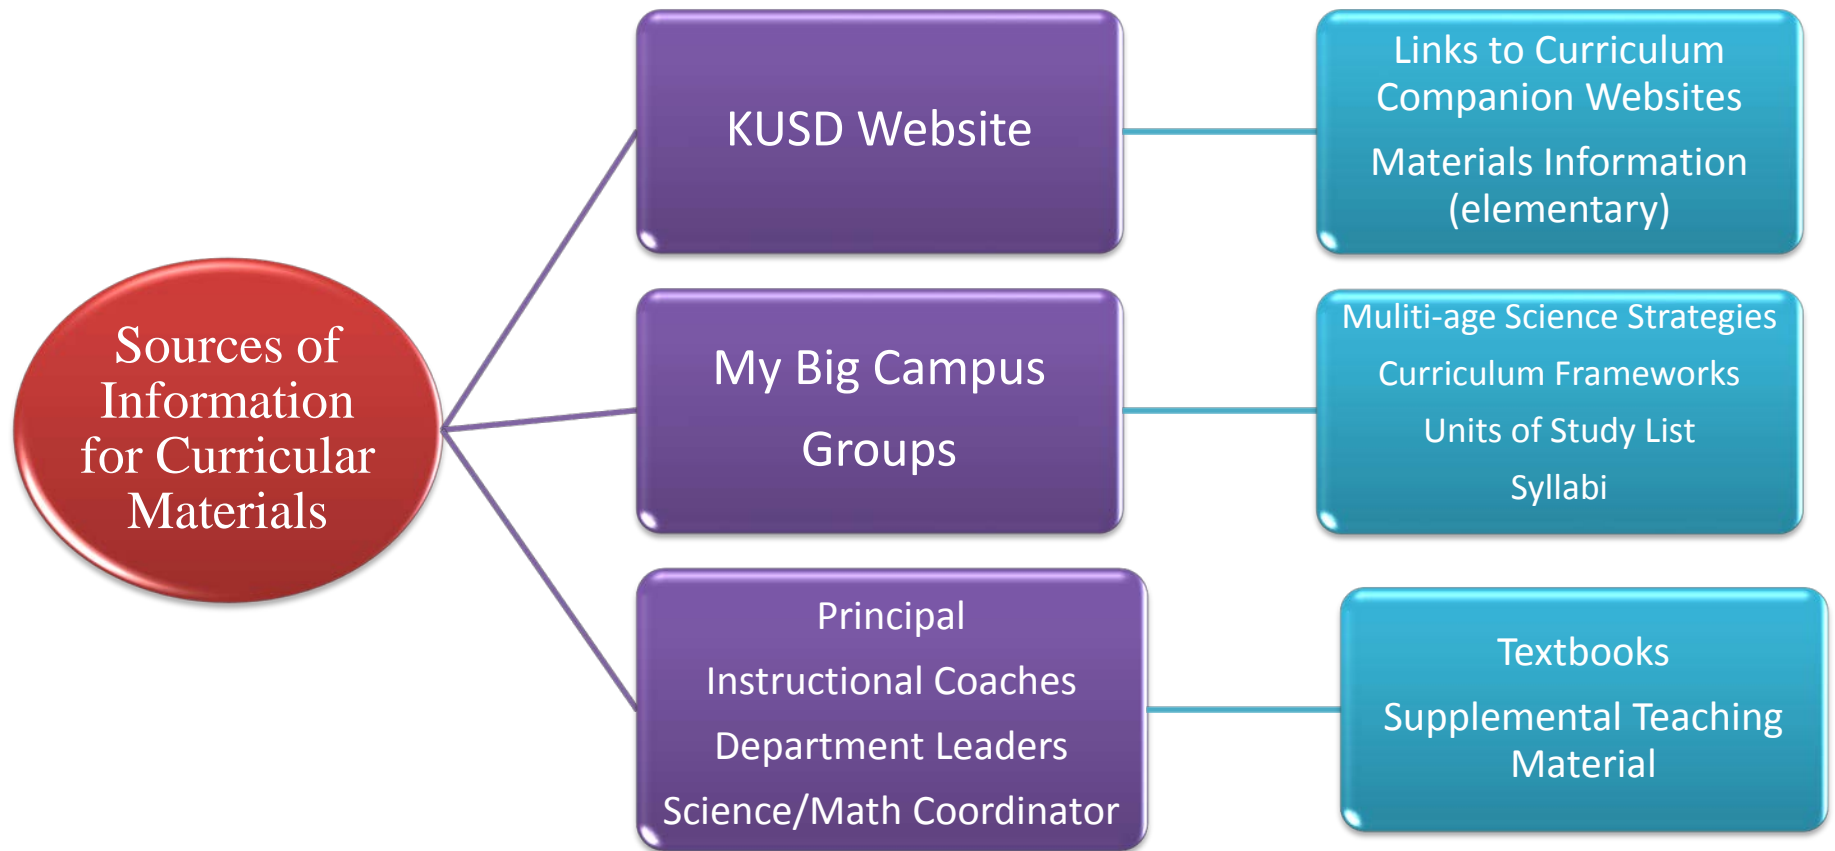 Sources of
Information
for Curricular
Materials
KUSD Website
Links to Curriculum
Companion Websites
Materials Information
(elementary)
My Big Campus
Groups
Muliti-age Science Strategies
Curriculum Frameworks
Units of Study List
Syllabi
Principal
Instructional Coaches
Department Leaders
Science/Math Coordinator
Textbooks
Supplemental Teaching
Material